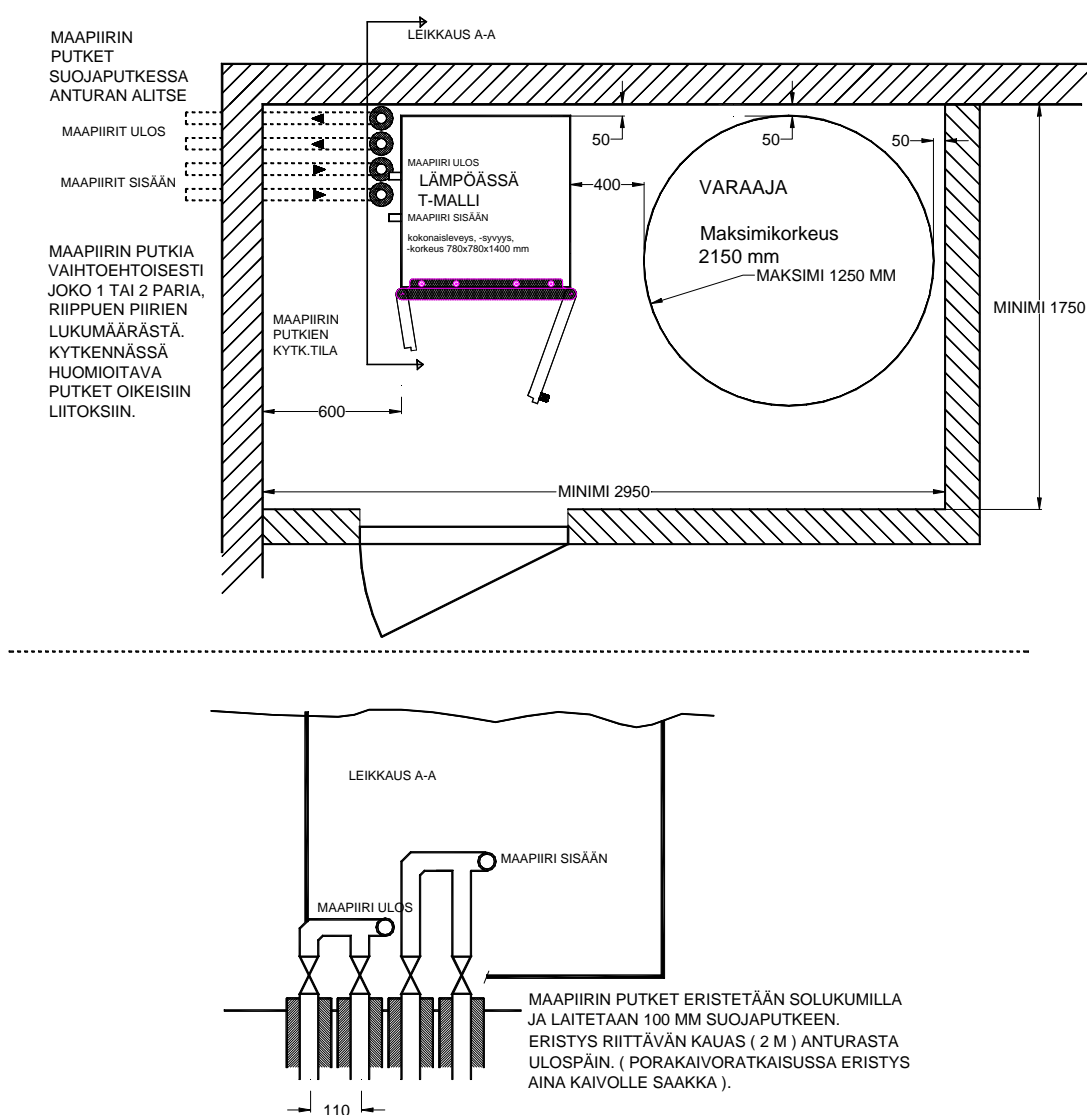 MAAPIIRIN
PUTKET
SUOJAPUTKESSA
ANTURAN ALITSE
LEIKKAUS A-A
MAAPIIRIT ULOS
MAAPIIRIT SISÄÄN
MAAPIIRIN PUTKIA
VAIHTOEHTOISESTI
JOKO 1 TAI 2 PARIA,
RIIPPUEN PIIRIEN
LUKUMÄÄRÄSTÄ.
KYTKENNÄSSÄ
HUOMIOITAVA
PUTKET OIKEISIIN
LIITOKSIIN.
MAAPIIRI ULOS
LÄMPÖÄSSÄ
T-MALLI
MAAPIIRI SISÄÄN
kokonaisleveys, -syvyys,
-korkeus 780x780x1400 mm
MAAPIIRIN
PUTKIEN
KYTK.TILA
600
50
50
50
400
VARAAJA
Maksimikorkeus
2150 mm
MAKSIMI 1250 MM
MINIMI 1750
MINIMI 2950
LEIKKAUS A-A
MAAPIIRI SISÄÄN
MAAPIIRI ULOS
MAAPIIRIN PUTKET ERISTETÄÄN SOLUKUMILLA
JA LAITETAAN 100 MM SUOJAPUTKEEN.
ERISTYS RIITTÄVÄN KAUAS ( 2 M ) ANTURASTA
ULOSPÄIN. ( PORAKAIVORATKAISUSSA ERISTYS
AINA KAIVOLLE SAAKKA ).
110